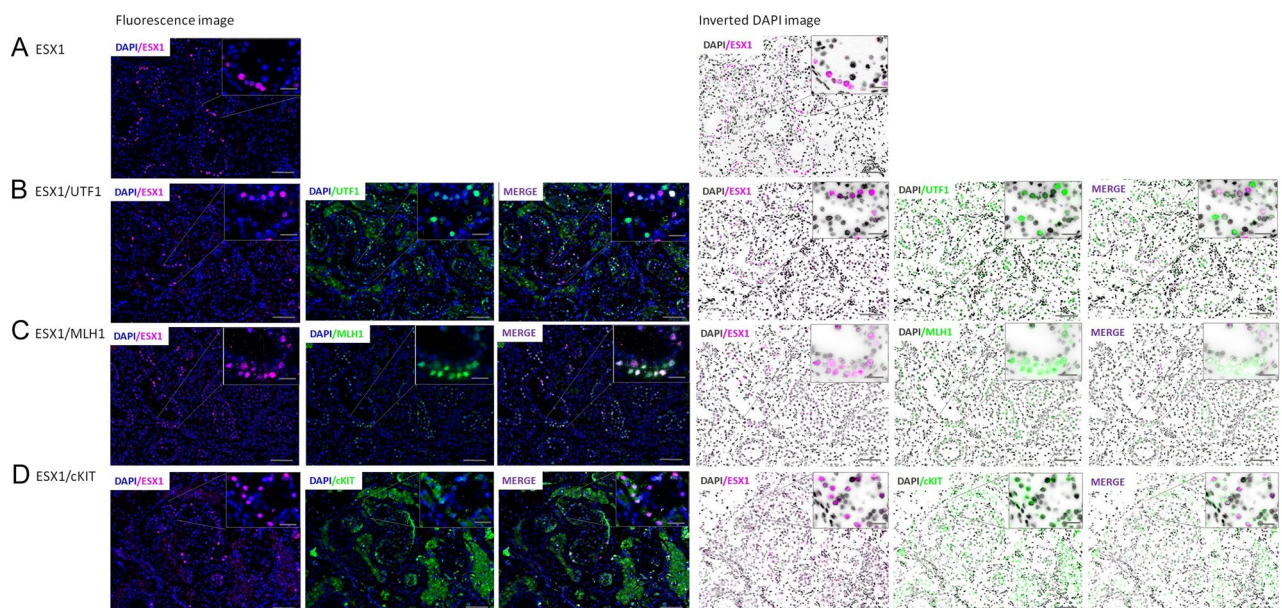 Fluorescence image
Inverted DAPI image
A ESX1
DAPI/ESX1
DAPI/ESX1
B ESX1/UTF1
DAPI/ESX1
DAPI/UTF1
MERGE
DAPI/ESX1
DAPI/UTF1
MERGE
C ESX1/MLH1
DAPI/ESX1
DAPI/MLH1
MERGE
DAPI/ESX1
DAPI/MLH1
MERGE
D ESX1/cKIT
DAPI/ESX1
DAPI/cKIT
MERGE
DAPI/ESX1
DAPI/cKIT
MERGE